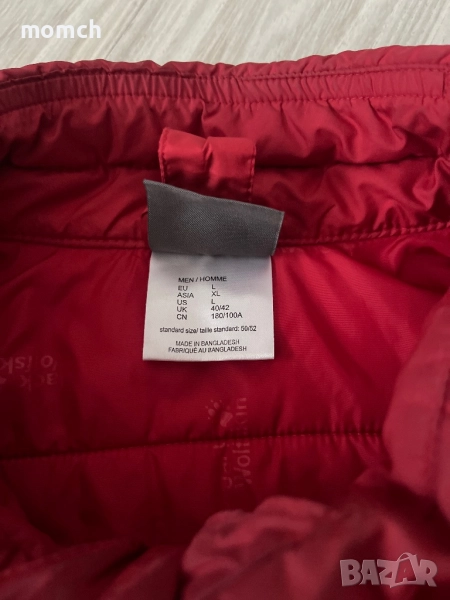 momch
MEN / HOMME
EU L
ASIA XL
US L
UK 40/42
CN 180/100A
standard size/ taille standard: 50/52
MADE IN BANGLADESH
FABRIQUÉ AU BANGLADESH
BAZAR